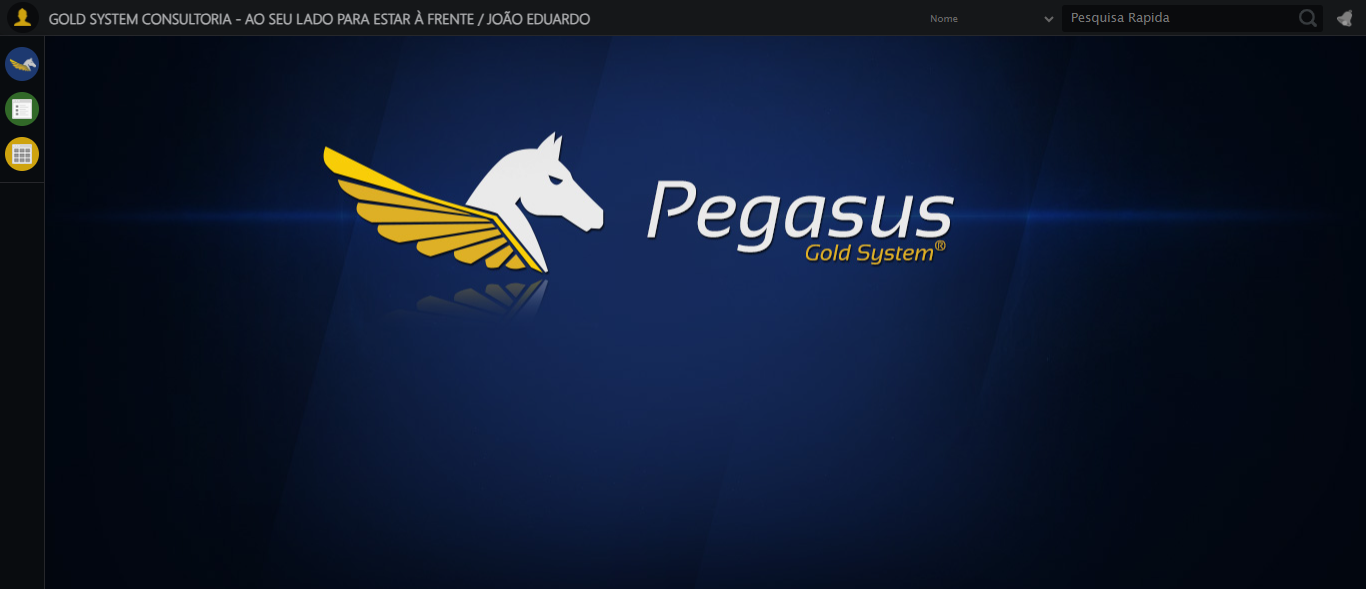 GOLD SYSTEM CONSULTORIA - AO SEU LADO PARA ESTAR À FRENTE / JOÃO EDUARDO
Nome
Pesquisa Rapida
Pegasus
Gold System®